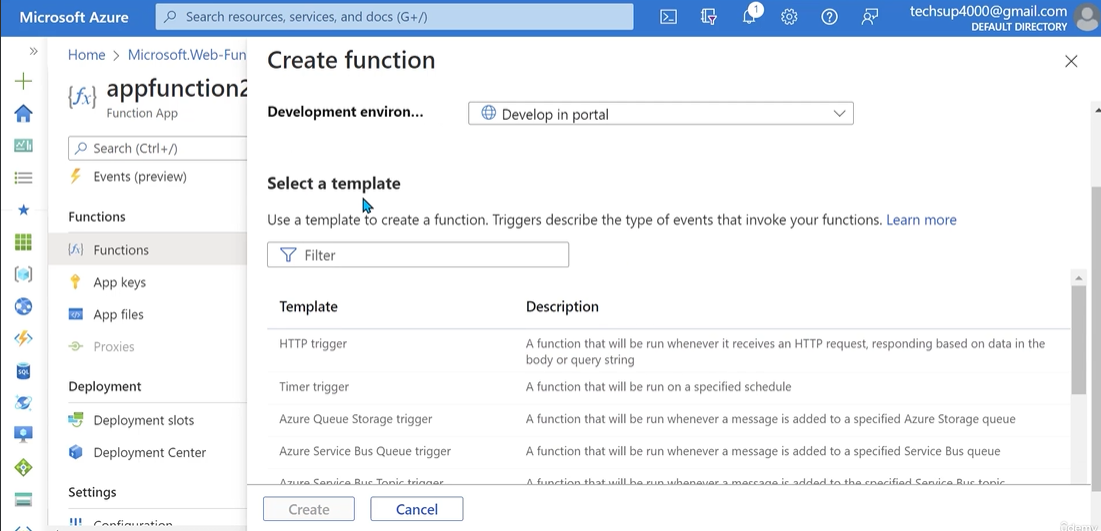 Microsoft Azure
Search resources, services, and docs (G+/)
1
techsup4000@gmail.com
DEFAULT DIRECTORY
Home > Microsoft.Web-Fun
appfunction2
Function App
Search (Ctrl+/)
Events (preview)
Functions
Functions
App keys
App files
Proxies
Deployment
Deployment slots
Deployment Center
Settings
Configuration
Create function
Development environ...
Develop in portal
Select a template
Use a template to create a function. Triggers describe the type of events that invoke your functions. Learn more
Filter
Template Description
HTTP trigger A function that will be run whenever it receives an HTTP request, responding based on data in the
body or query string
Timer trigger A function that will be run on a specified schedule
Azure Queue Storage trigger A function that will be run whenever a message is added to a specified Azure Storage queue
Azure Service Bus Queue trigger A function that will be run whenever a message is added to a specified Service Bus queue
Azure Service Bus Topic trigger A function that will be run whenever a message is added to the specified Service Bus topic
Create
Cancel
SQL
udemy